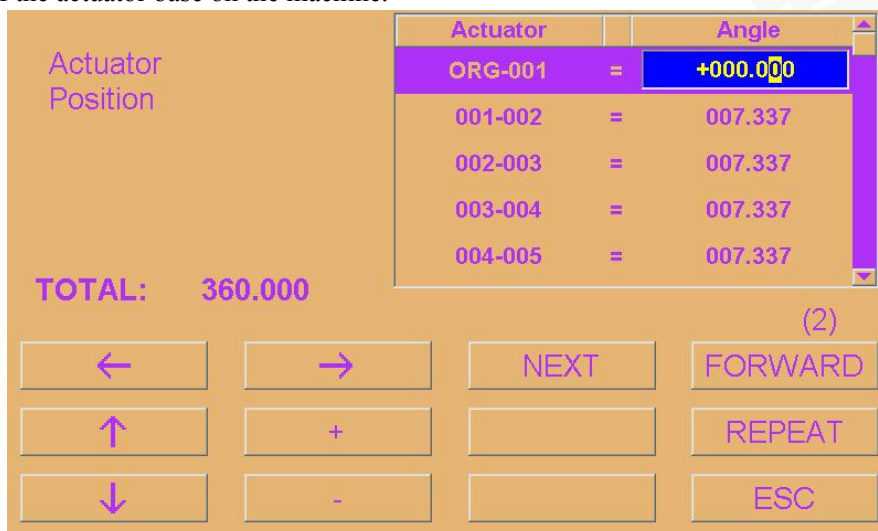 the actuator base on the machine.
Actuator Angle
Actuator
Position
ORG-001 = +000.000
001-002 = 007.337
002-003 = 007.337
003-004 = 007.337
004-005 = 007.337
TOTAL: 360.000
(2)
← → NEXT FORWARD
↑ + REPEAT
↓ - ESC